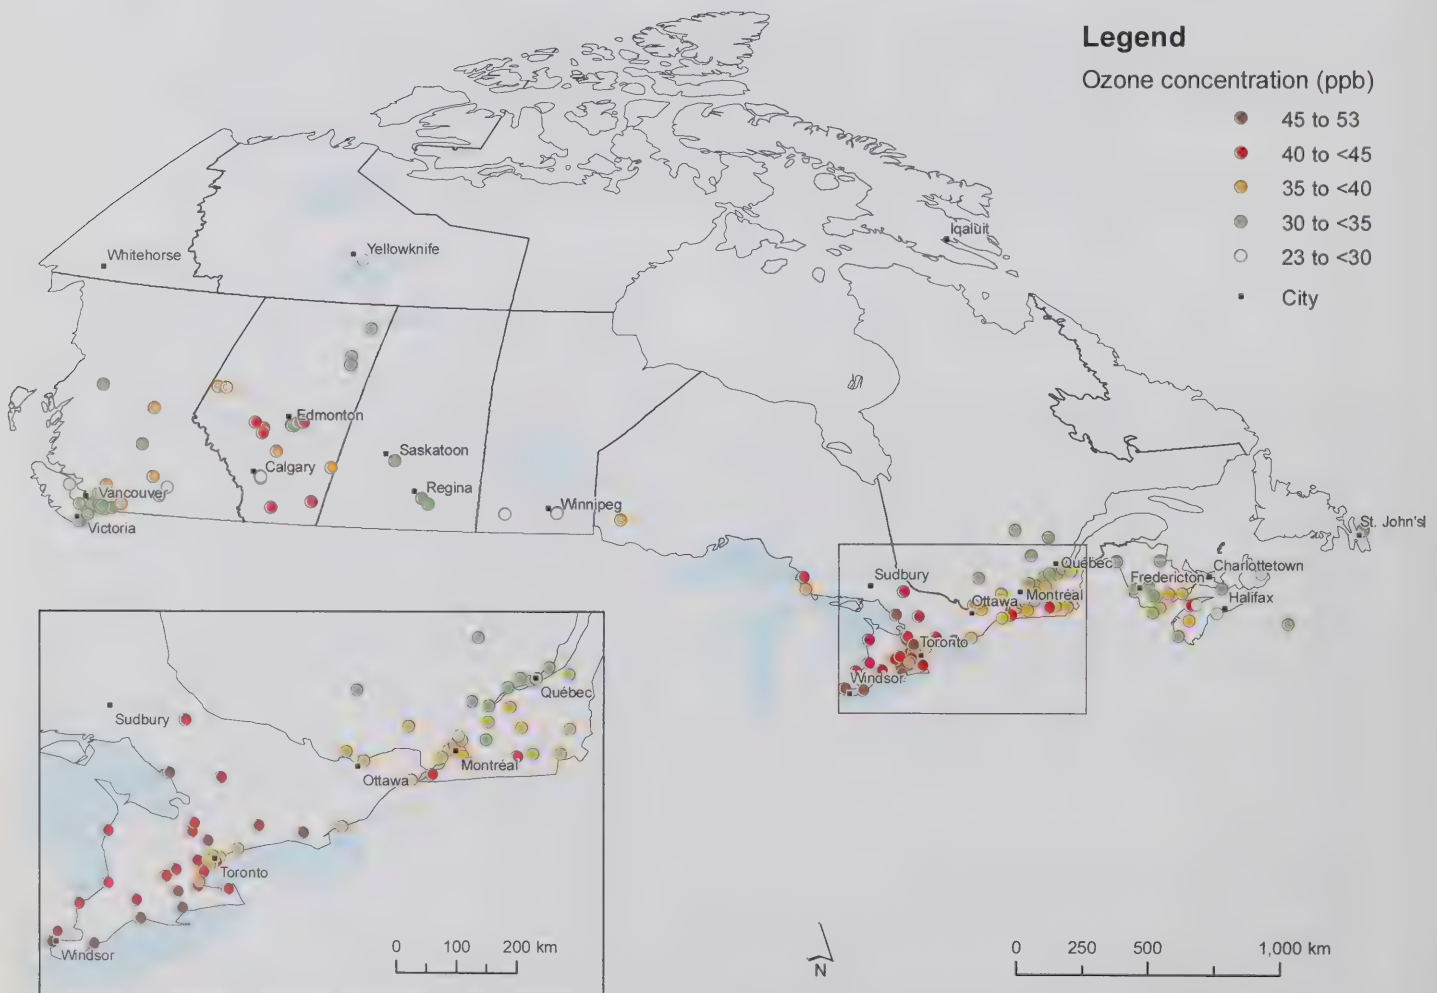 Legend
Ozone concentration (ppb)
45 to 53
40 to <45
35 to <40
30 to <35
23 to <30
City
Whitehorse
Yellowknife
Iqaluit
Edmonton
Calgary
Saskatoon
Regina
Winnipeg
Vancouver
Victoria
St. John's
Québec
Charlottetown
Fredericton
Halifax
Sudbury
Ottawa
Montréal
Toronto
Windsor
Québec
Sudbury
Montréal
Ottawa
Toronto
Windsor
0 100 200 km
N
0 250 500 1,000 km